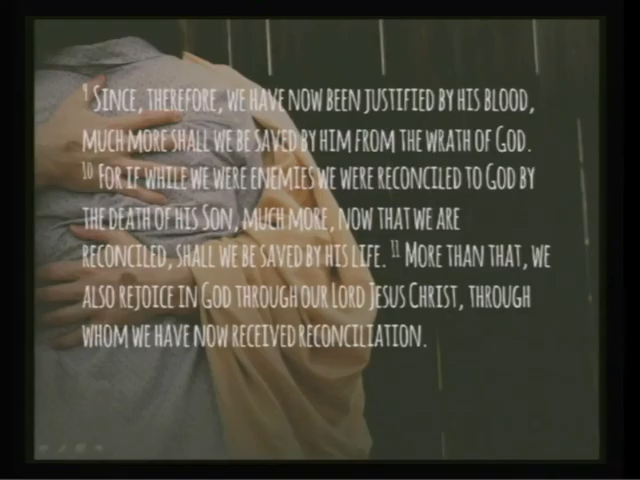 9 Since, therefore, we have now been justified by his blood,
much more shall we be saved by him from the wrath of God.
10 For if while we were enemies we were reconciled to God by
the death of his Son, much more, now that we are
reconciled, shall we be saved by his life. 11 More than that, we
also rejoice in God through our Lord Jesus Christ, through
whom we have now received reconciliation.